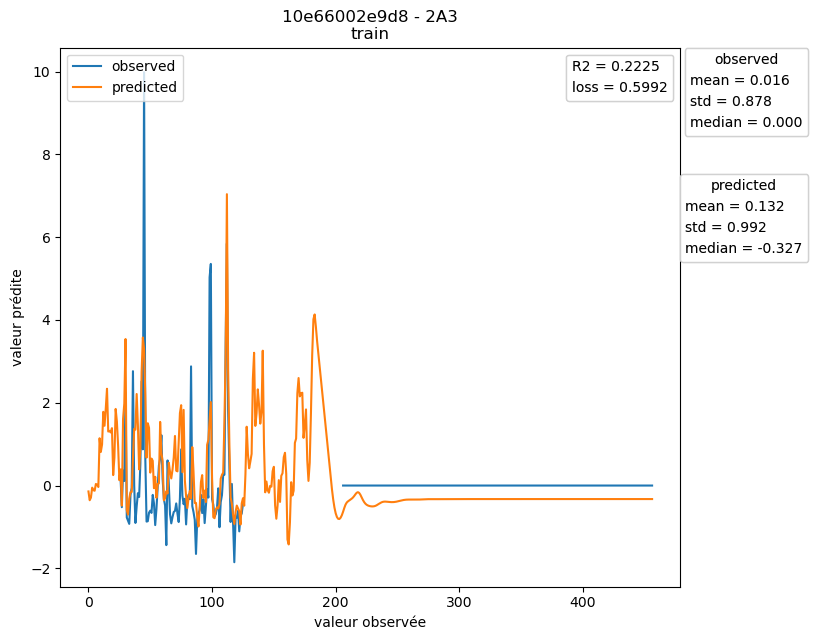 10e66002e9d8 - 2A3
train
observed
predicted
R2 = 0.2225
loss = 0.5992
observed
mean = 0.016
std = 0.878
median = 0.000
predicted
mean = 0.132
std = 0.992
median = -0.327
valeur prédite
10
8
6
4
2
0
−2
0
100
200
300
400
valeur observée